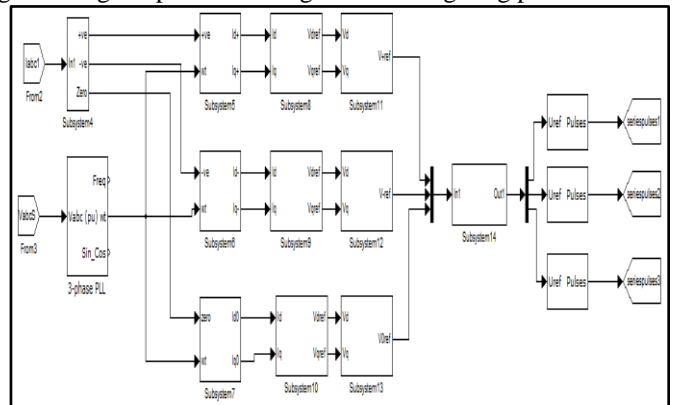 +ve
Iabc1
In1
-ve
From2
Zero
Subsystem4
+ve
Id+
wt
Iq+
Subsystem5
Id
Vdref
Iq
Vqref
Subsystem8
Vd
V+ref
Vq
Subsystem11
Freq
Vabc5
Vabc (pu)
wt
From3
Sin_Cos
3-phase PLL
-ve
Id-
wt
Iq-
Subsystem6
Id
Vdref
Iq
Vqref
Subsystem9
Vd
V-ref
Vq
Subsystem12
zero
Id0
wt
Iq0
Subsystem7
Id
Vdref
Iq
Vqref
Subsystem10
Vd
V0ref
Vq
Subsystem13
In1
Out1
Subsystem14
Uref Pulses
seriespulses1
Uref Pulses
seriespulses2
Uref Pulses
seriespulses3